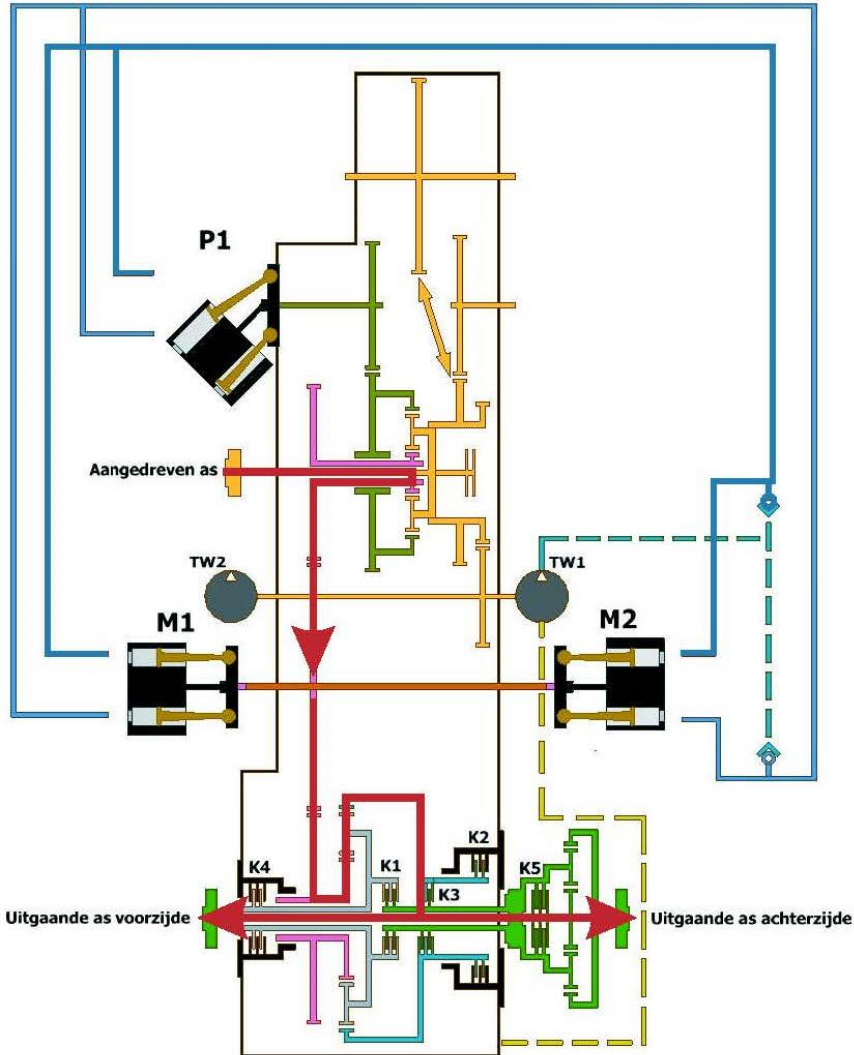 P1
Aangedreven as
TW2
TW1
M1
M2
K4
K1
K2
K3
K5
Uitgaande as voorzijde
Uitgaande as achterzijde